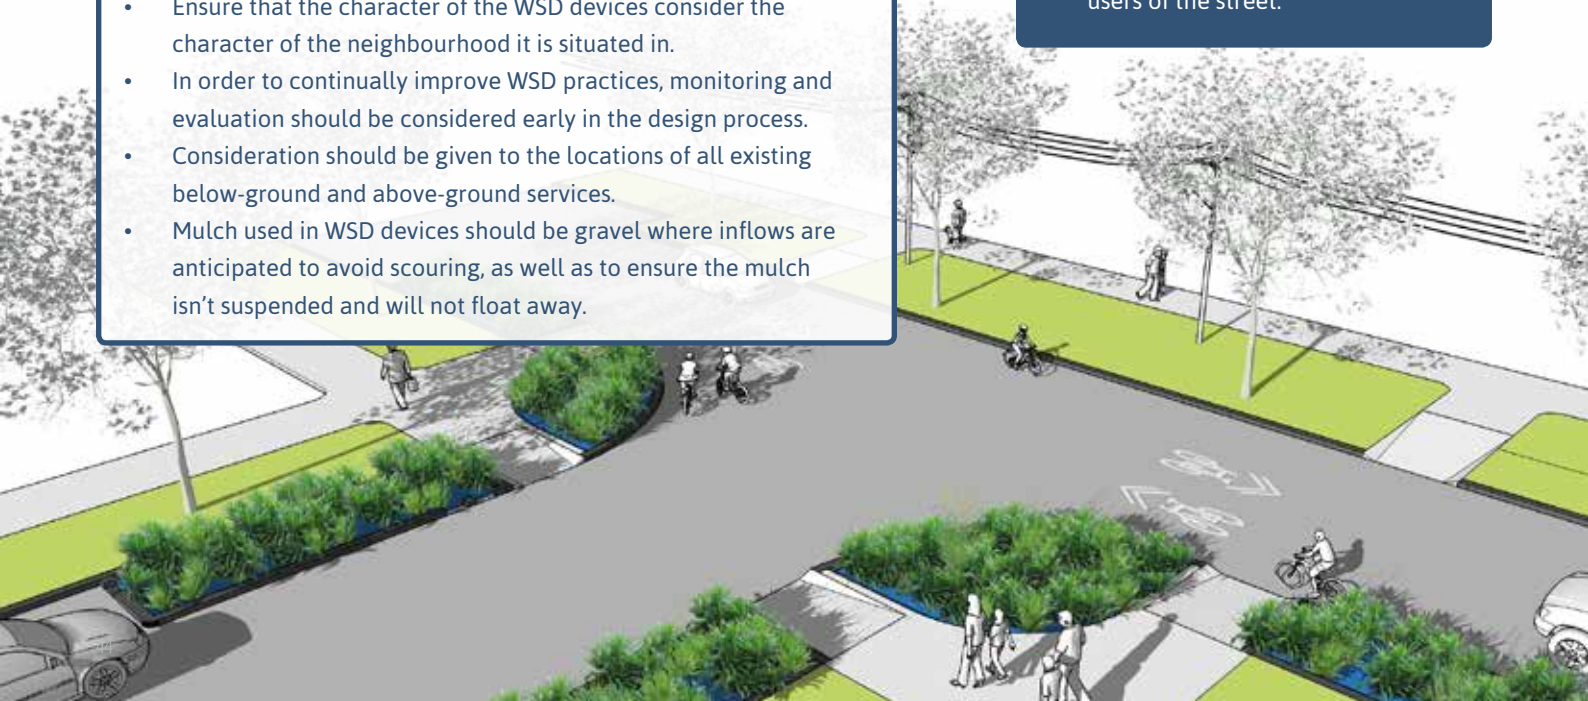 • Ensure that the character of the WSD devices consider the
character of the neighbourhood it is situated in.
• In order to continually improve WSD practices, monitoring and
evaluation should be considered early in the design process.
• Consideration should be given to the locations of all existing
below-ground and above-ground services.
• Mulch used in WSD devices should be gravel where inflows are
anticipated to avoid scouring, as well as to ensure the mulch
isn’t suspended and will not float away.
users of the street.